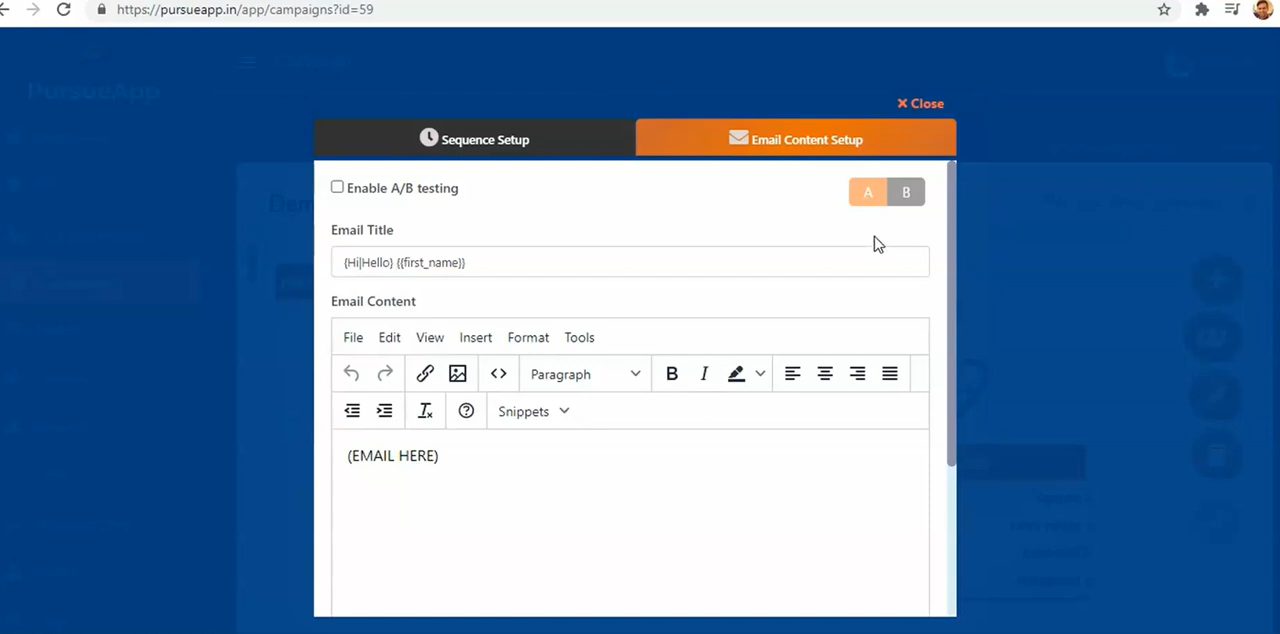 https://pursueapp.in/app/campaigns?id=59
PursueApp
Close
Sequence Setup
Email Content Setup
Enable A/B testing
A B
Email Title
{Hi|Hello} {{first_name}}
Email Content
File Edit View Insert Format Tools
Paragraph B I
Snippets
(EMAIL HERE)